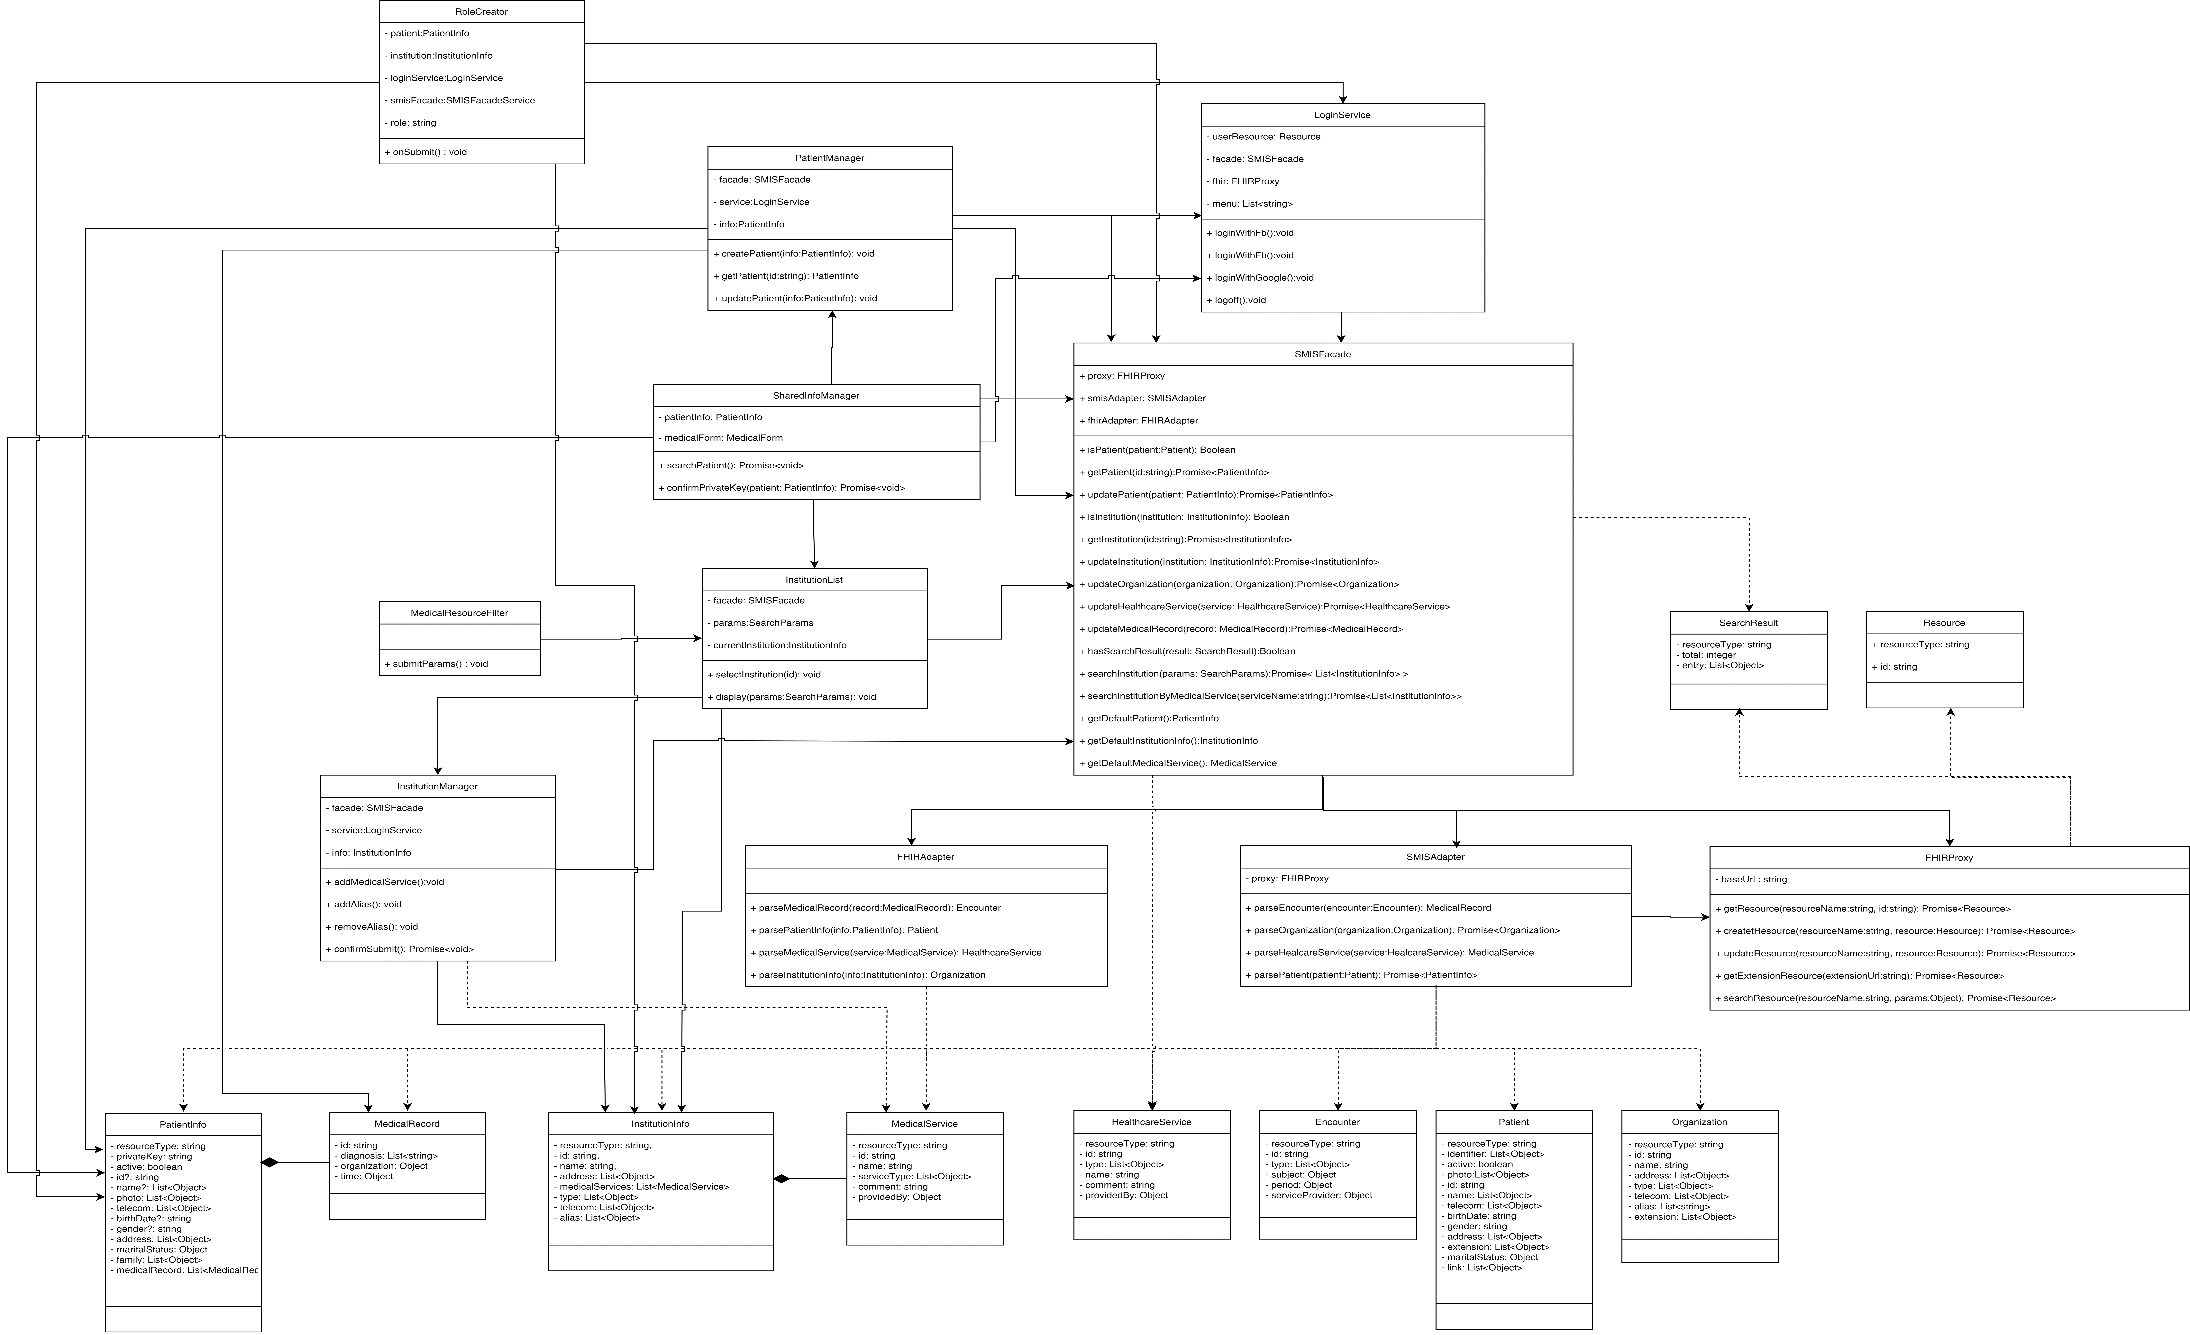 RoleCreator
- patient:PatientInfo
- institution:InstitutionInfo
- loginService:LoginService
- smisFacade:SMISFacadeService
- role: string
+ onSubmit() : void
LoginService
- userResource: Resource
- facade: SMISFacade
- fhir: FHIRProxy
- menu: List<string>
+ loginWithFb():void
+ loginWithFb():void
+ loginWithGoogle():void
+ logoff():void
PatientManager
- facade: SMISFacade
- service:LoginService
- info:PatientInfo
+ createPatient(info:PatientInfo): void
+ getPatient(id:string): PatientInfo
+ updatePatient(info:PatientInfo): void
SMISFacade
+ proxy: FHIRProxy
+ smisAdapter: SMISAdapter
+ fhirAdapter: FHIRAdapter
+ isPatient(patient:Patient): Boolean
+ getPatient(id:string):Promise<PatientInfo>
+ updatePatient(patient: PatientInfo):Promise<PatientInfo>
+ isInstitution(institution: InstitutionInfo): Boolean
+ getInstitution(id:string):Promise<InstitutionInfo>
+ updateInstitution(institution: InstitutionInfo):Promise<InstitutionInfo>
+ updateOrganization(organization: Organization):Promise<Organization>
+ updateHealthcareService(service: HealthcareService):Promise<HealthcareService>
+ updateMedicalRecord(record: MedicalRecord):Promise<MedicalRecord>
+ hasSearchResult(result: SearchResult):Boolean
+ searchInstitution(params: SearchParams):Promise< List<InstitutionInfo> >
+ searchInstitutionByMedicalService(serviceName:string):Promise<List<InstitutionInfo>>
+ getDefaultPatient():PatientInfo
+ getDefaultInstitutionInfo():InstitutionInfo
+ getDefaultMedicalService(): MedicalService
SharedInfoManager
- patientInfo: PatientInfo
- medicalForm: MedicalForm
+ searchPatient(): Promise<void>
+ confirmPrivateKey(patient: PatientInfo): Promise<void>
InstitutionList
- facade: SMISFacade
- params:SearchParams
- currentInstitution:InstitutionInfo
+ selectInstitution(id): void
+ display(params:SearchParams): void
MedicalResourceFilter
+ submitParams() : void
SearchResult
- resourceType: string
- total: integer
- entry: List<Object>
Resource
+ resourceType: string
+ id: string
InstitutionManager
- facade: SMISFacade
- service:LoginService
- info: InstitutionInfo
+ addMedicalService():void
+ addAlias(): void
+ removeAlias(): void
+ confirmSubmit(): Promise<void>
FHIRAdapter
+ parseMedicalRecord(record:MedicalRecord): Encounter
+ parsePatientInfo(info:PatientInfo): Patient
+ parseMedicalService(service:MedicalService): HealthcareService
+ parseInstitutionInfo(info:InstitutionInfo): Organization
SMISAdapter
- proxy: FHIRProxy
+ parseEncounter(encounter:Encounter): MedicalRecord
+ parseOrganization(organization:Organization): Promise<Organization>
+ parseHealcareService(service:HealcareService): MedicalService
+ parsePatient(patient:Patient): Promise<PatientInfo>
FHIRProxy
- baseUrl : string
+ getResource(resourceName:string, id:string): Promise<Resource>
+ createtResource(resourceName:string, resource:Resource): Promise<Resource>
+ updateResource(resourceName:string, resource:Resource): Promise<Resource>
+ getExtensionResource(extensionUrl:string): Promise<Resource>
+ searchResource(resourceName:string, params:Object): Promise<Resource>
PatientInfo
- resourceType: string
- privateKey: string
- active: boolean
- id?: string
- name?: List<Object>
- photo: List<Object>
- telecom: List<Object>
- birthDate?: string
- gender?: string
- address: List<Object>
- maritalStatus: Object
- family: List<Object>
- medicalRecord: List<MedicalRec
MedicalRecord
- id: string
- diagnosis: List<string>
- organization: Object
- time: Object
InstitutionInfo
- resourceType: string,
- id: string,
- name: string,
- address: List<Object>
- medicalServices: List<MedicalService>
- type: List<Object>
- telecom: List<Object>
- alias: List<Object>
MedicalService
- resourceType: string
- id: string
- name: string
- serviceType: List<Object>
- comment: string
- providedBy: Object
HealthcareService
- resourceType: string
- id: string
- type: List<Object>
- name: string
- comment: string
- providedBy: Object
Encounter
- resourceType: string
- id: string
- type: List<Object>
- subject: Object
- period: Object
- serviceProvider: Object
Patient
- resourceType: string
- identifier: List<Object>
- active: boolean
- photo:List<Object>
- id: string
- name: List<Object>
- telecom: List<Object>
- birthDate: string
- gender: string
- address: List<Object>
- extension: List<Object>
- maritalStatus: Object
- link: List<Object>
Organization
- resourceType: string
- id: string
- name: string
- address: List<Object>
- type: List<Object>
- telecom: List<Object>
- alias: List<string>
- extension: List<Object>